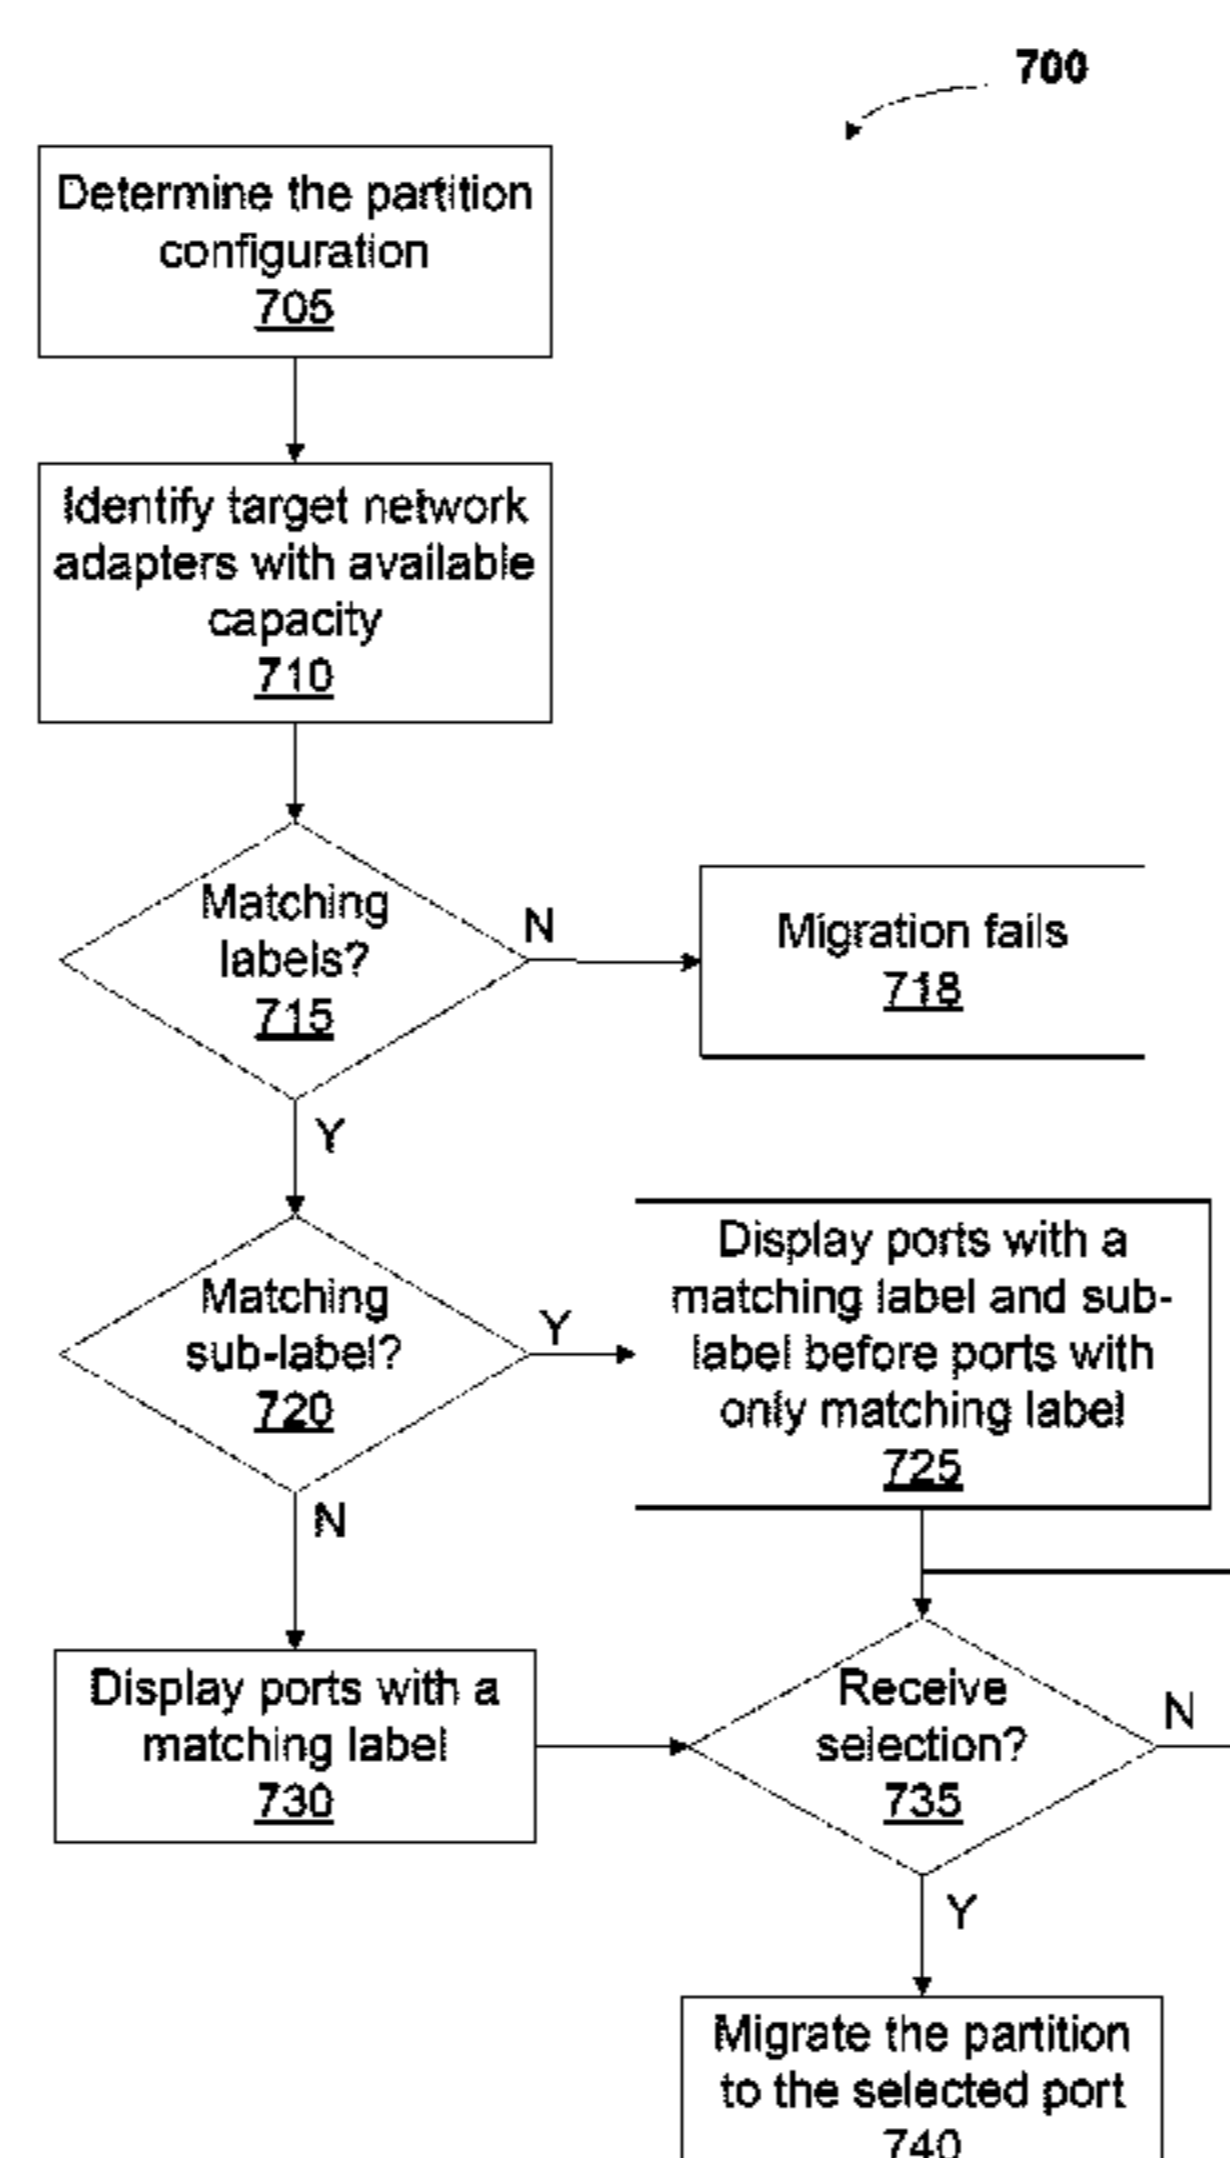 700
Determine the partition
configuration
705
Identify target network
adapters with available
capacity
710
Matching
labels?
715
N
Migration fails
718
Y
Matching
sub-label?
720
Y
Display ports with a
matching label and sub-
label before ports with
only matching label
725
N
Display ports with a
matching label
730
Receive
selection?
735
N
Y
Migrate the partition
to the selected port
740